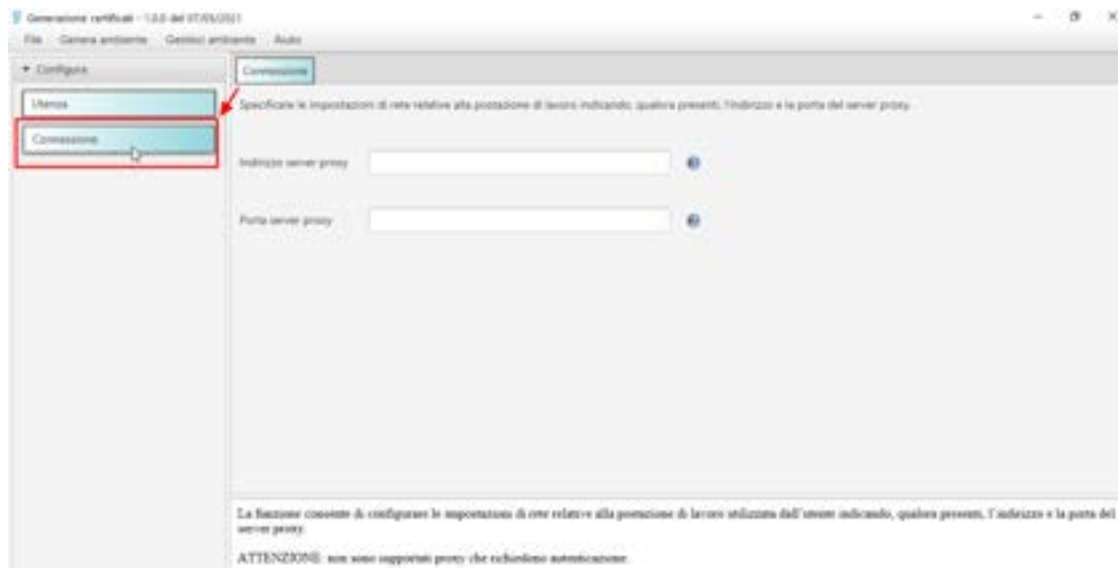 Generazione certificati - 1.0.0 del 07/05/2021
File Genera ambiente Gestisci ambiente Aiuto
Configura
Connessione
Utenza
Specificare le impostazioni di rete relative alla postazione di lavoro indicando, qualora presenti, l'indirizzo e la porta del server proxy.
Connessione
Indirizzo server proxy
Porta server proxy
La funzione consente di configurare le impostazioni di rete relative alla postazione di lavoro utilizzata dall'utente indicando, qualora presenti, l'indirizzo e la porta del
server proxy.
ATTENZIONE: non sono supportati proxy che richiedono autenticazione.